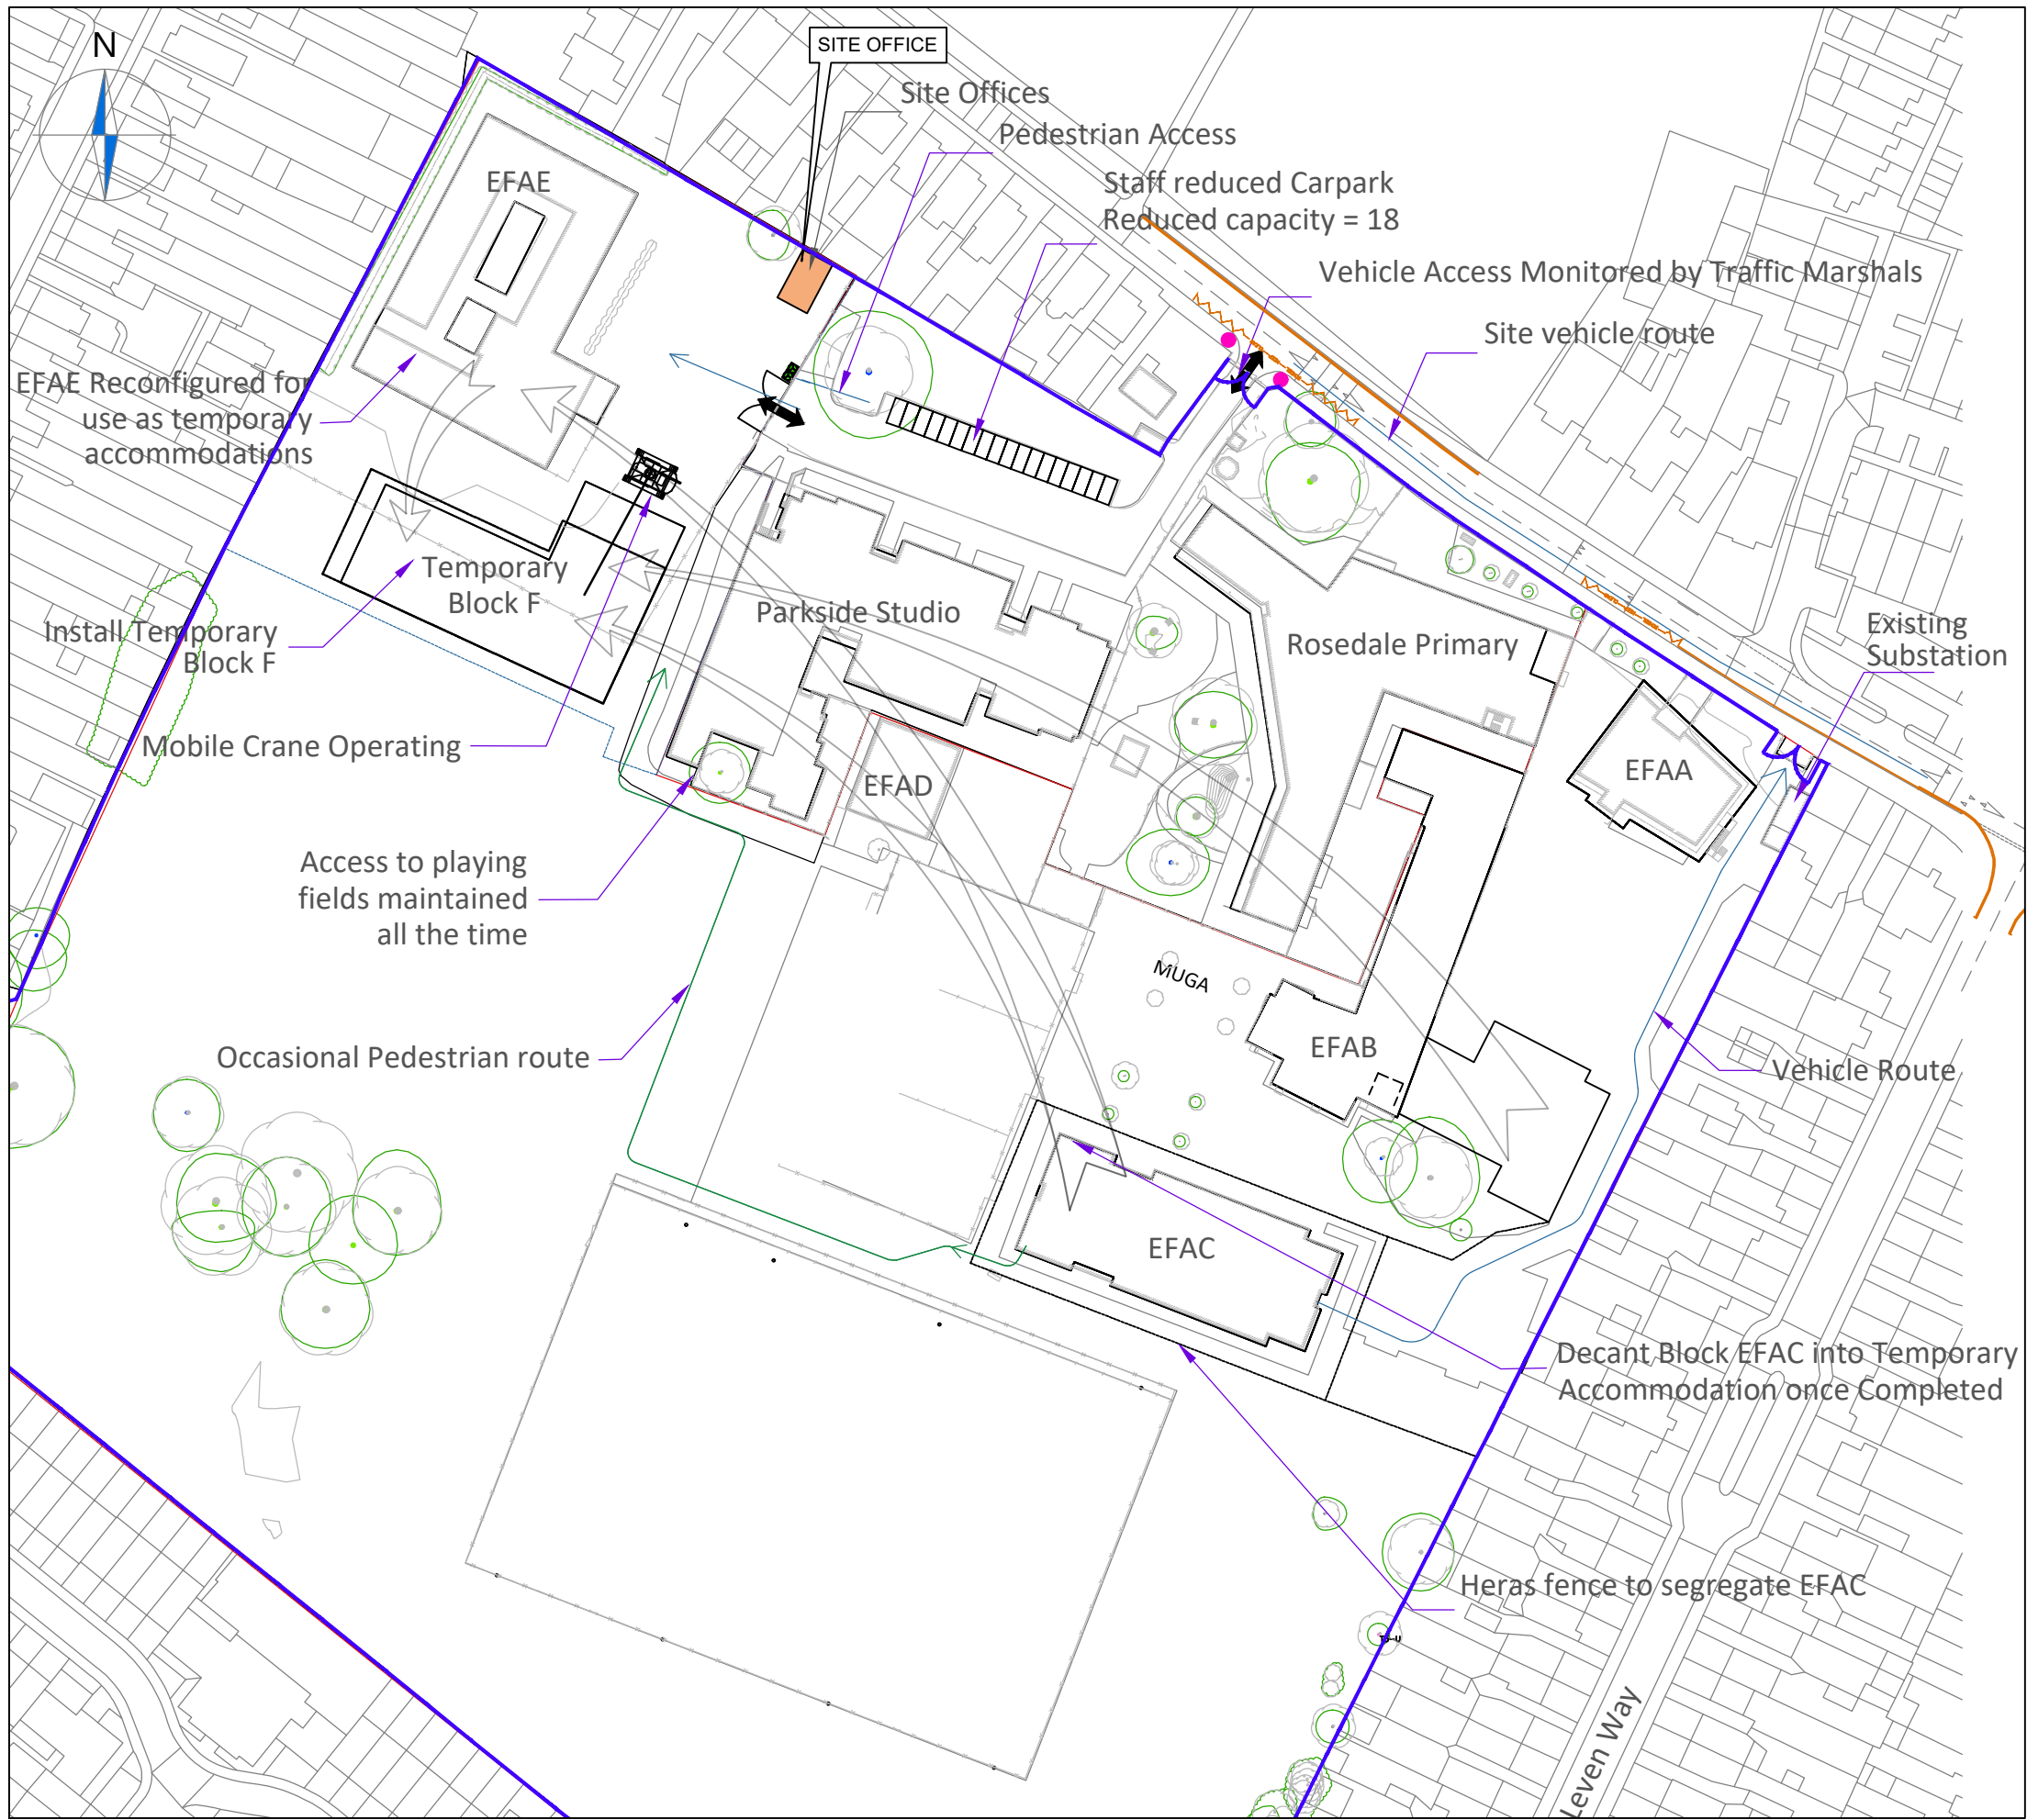 N
SITE OFFICE
Site Offices
Pedestrian Access
Staff reduced Carpark
Reduced capacity = 18
EFAE
Vehicle Access Monitored by Traffic Marshals
Site vehicle route
EFAE Reconfigured for
use as temporary
accommodations
Temporary
Block F
Parkside Studio
Rosedale Primary
Existing
Substation
Install Temporary
Block F
Mobile Crane Operating
EFAD
EFAA
Access to playing
fields maintained
all the time
MUGA
Occasional Pedestrian route
EFAB
Vehicle Route
EFAC
Decant Block EFAC into Temporary
Accommodation once Completed
Heras fence to segregate EFAC
Leven Way